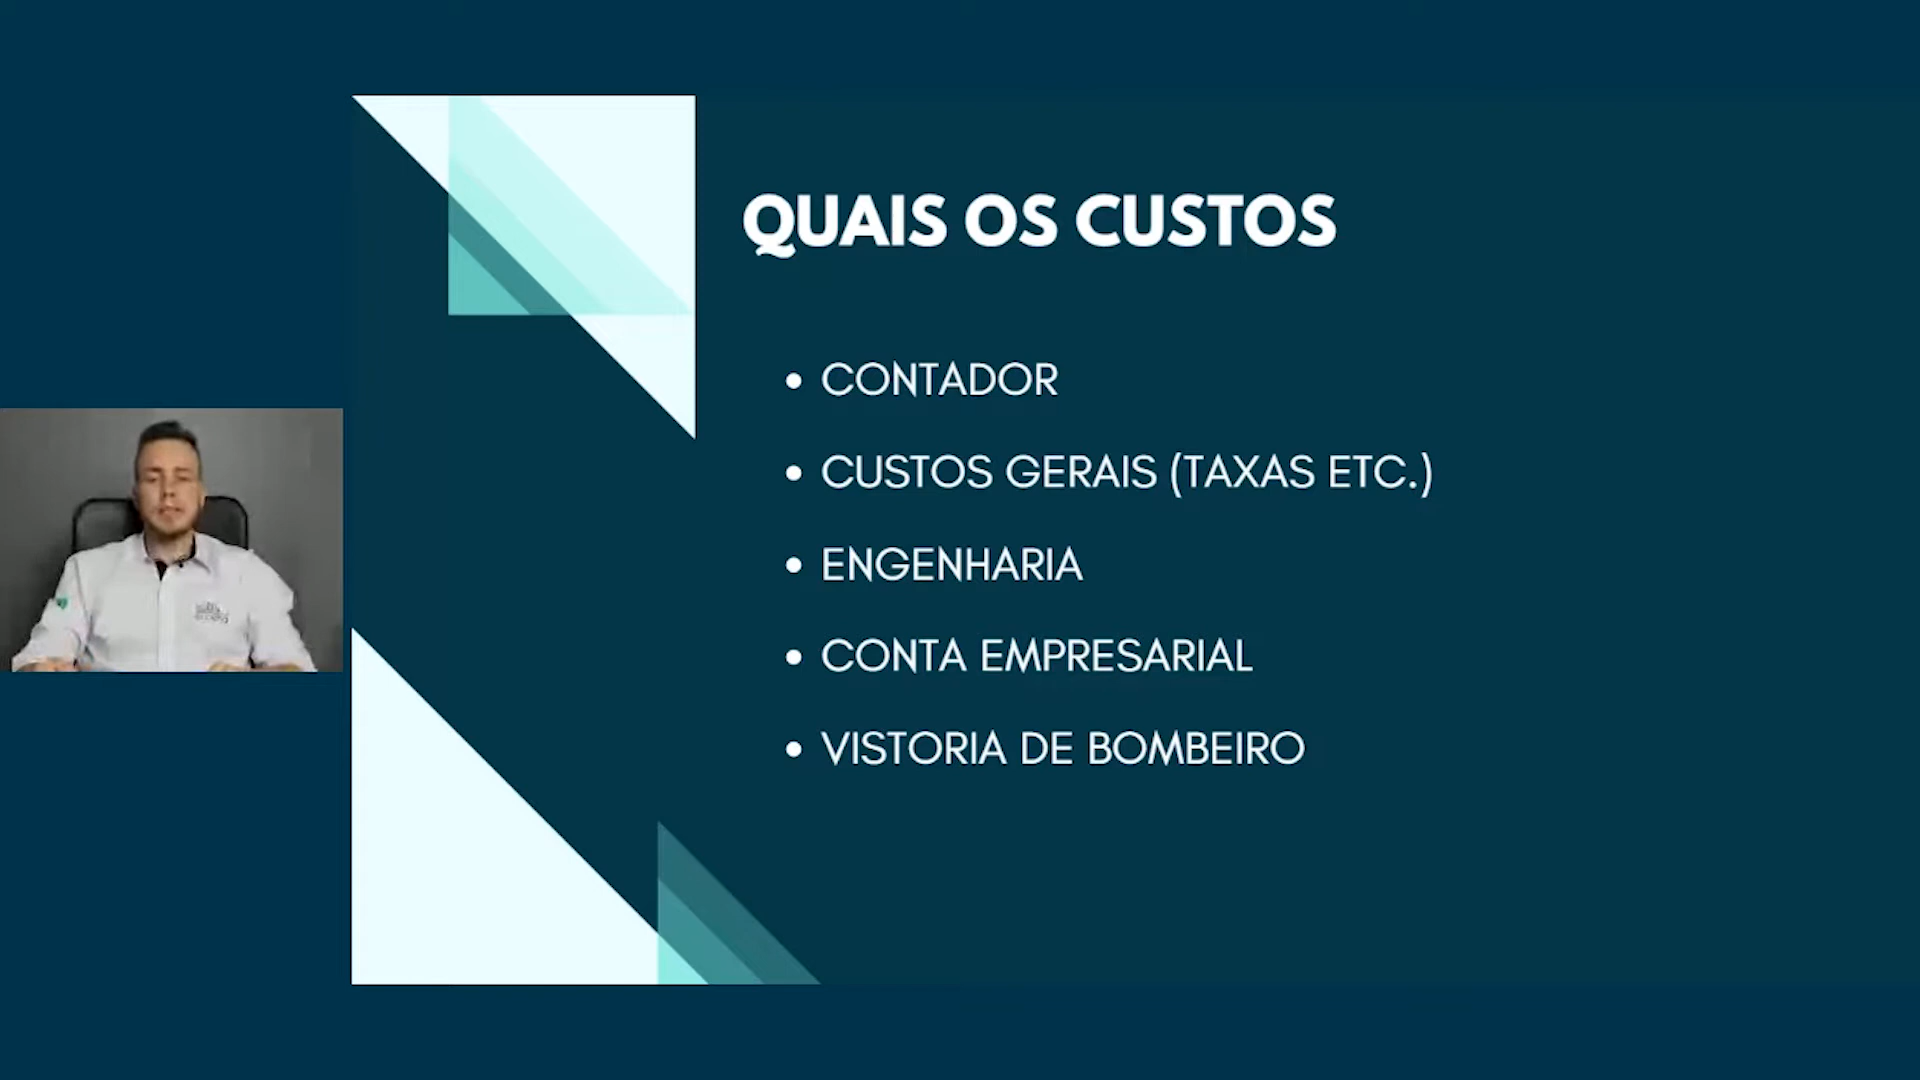 QUAIS OS CUSTOS
• CONTADOR
• CUSTOS GERAIS (TAXAS ETC.)
• ENGENHARIA
• CONTA EMPRESARIAL
• VISTORIA DE BOMBEIRO